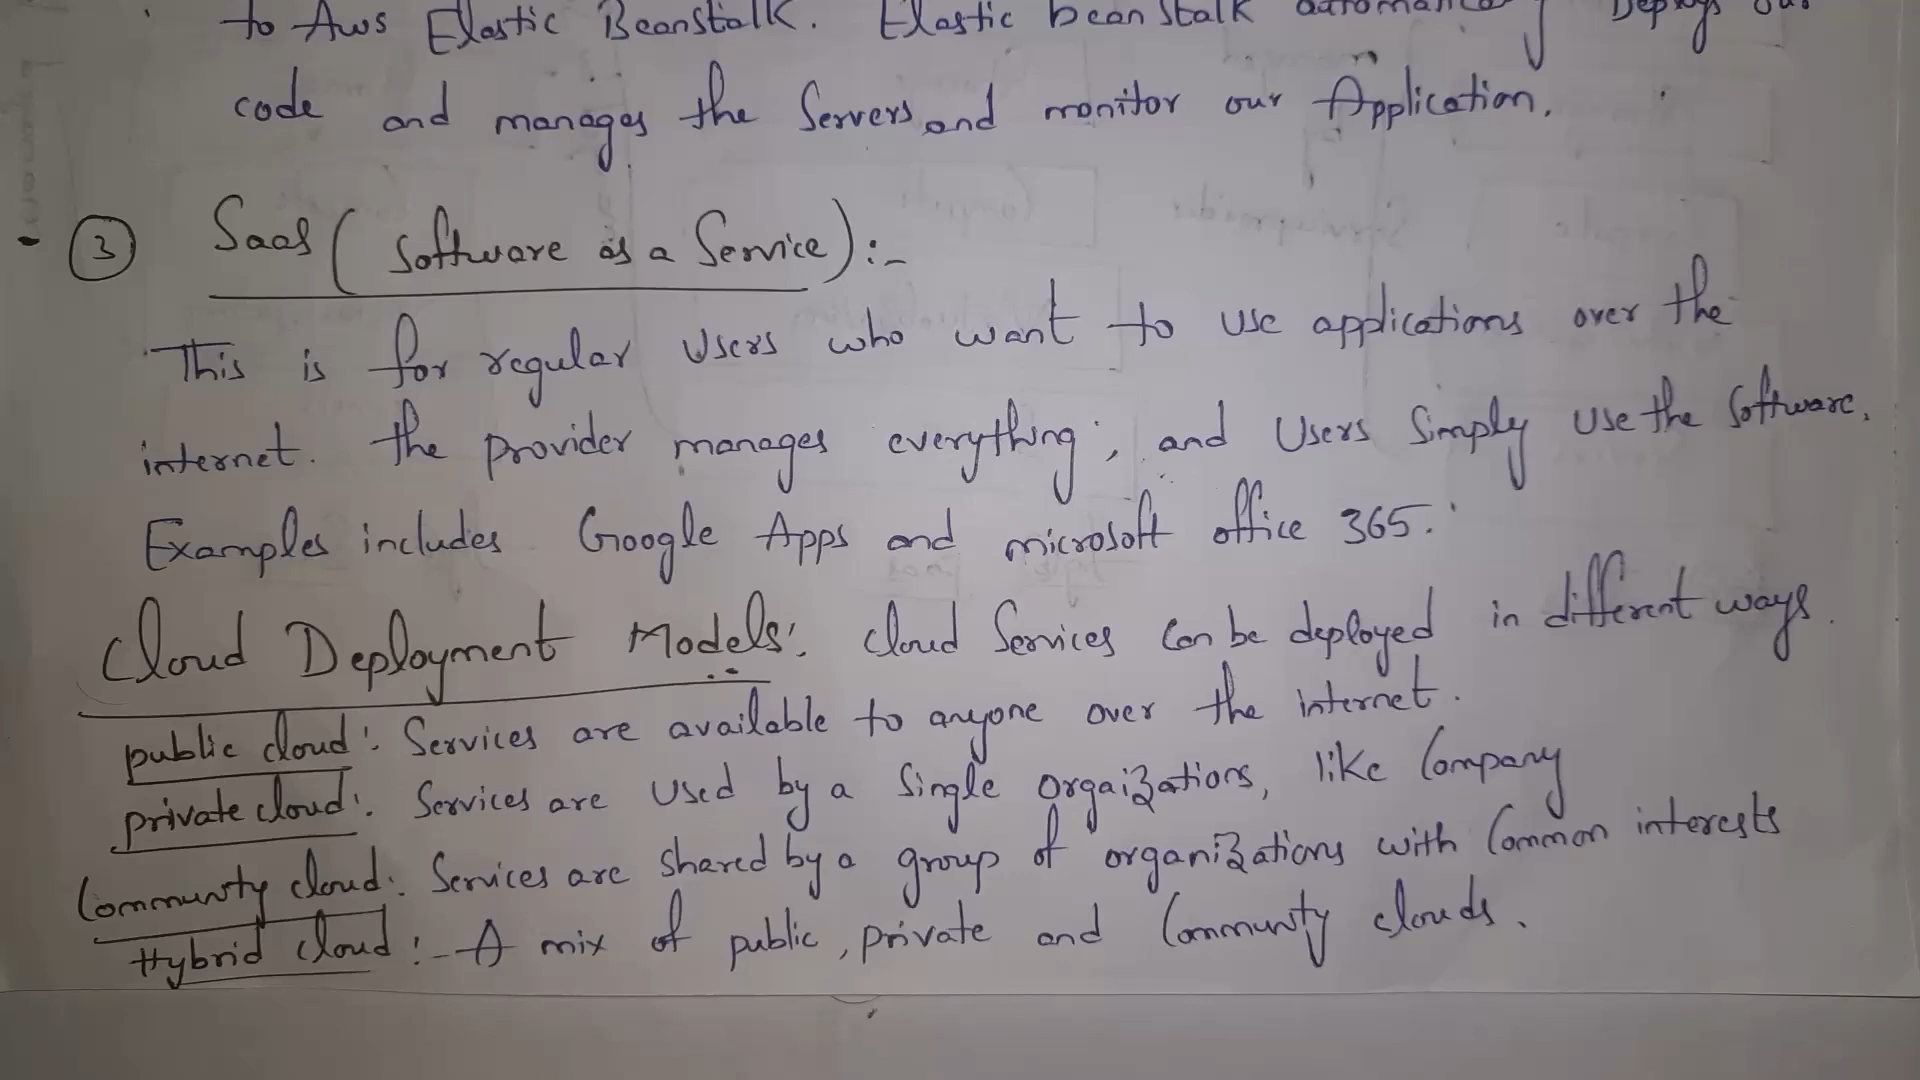 to Aws Elastic Beanstalk. Elastic bean stalk automatically Deploys our
code and manages the Servers and monitor our Application.
3 SaaS ( Software as a Service ) :-
This is for regular Users who want to use applications over the
internet. the provider manages everything; and Users Simply Use the Software.
Examples includes Google Apps and microsoft office 365.
Cloud Deployment Models: Cloud Services Can be deployed in different ways.
public cloud: Services are available to anyone over the internet.
private cloud: Services are Used by a Single orgaizations, like Company
Community cloud: Services are shared by a group of organizations with Common interests
Hybrid cloud :- A mix of public, private and Community clouds.